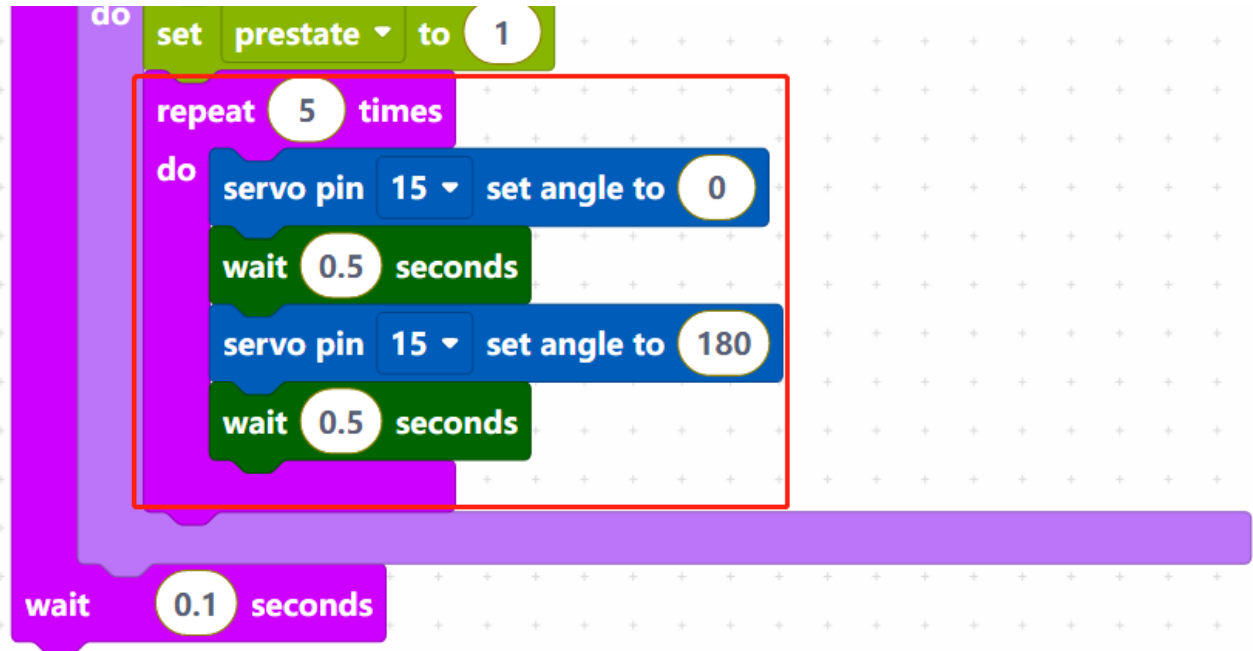 do
set prestate to 1
repeat 5 times
do
servo pin 15 set angle to 0
wait 0.5 seconds
servo pin 15 set angle to 180
wait 0.5 seconds
wait 0.1 seconds